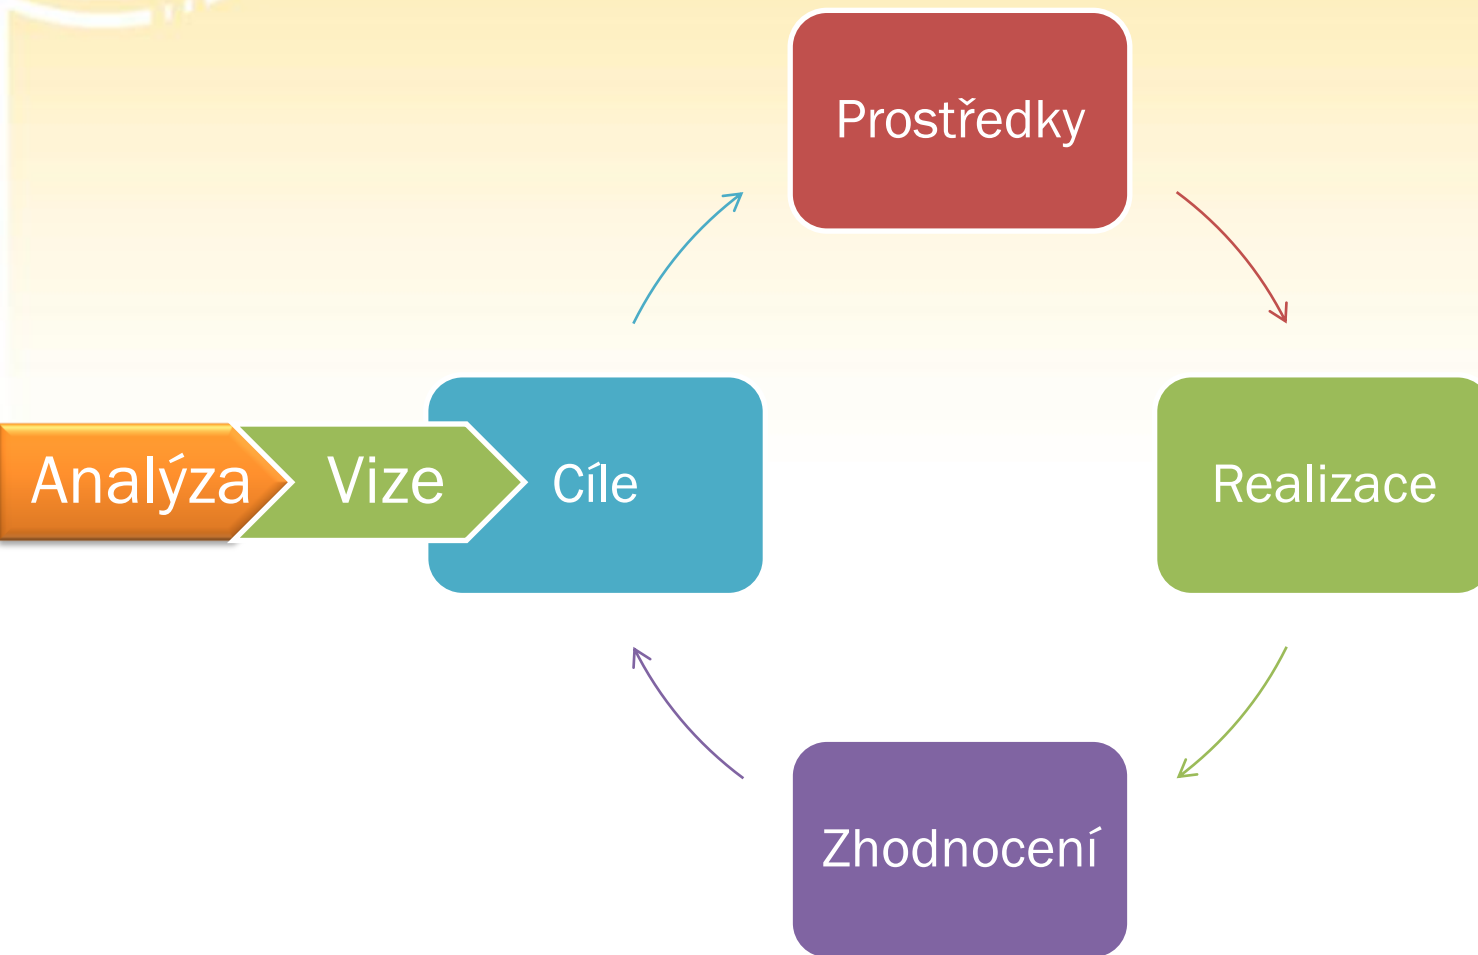 Prostředky
Analýza
Vize
Cíle
Realizace
Zhodnocení